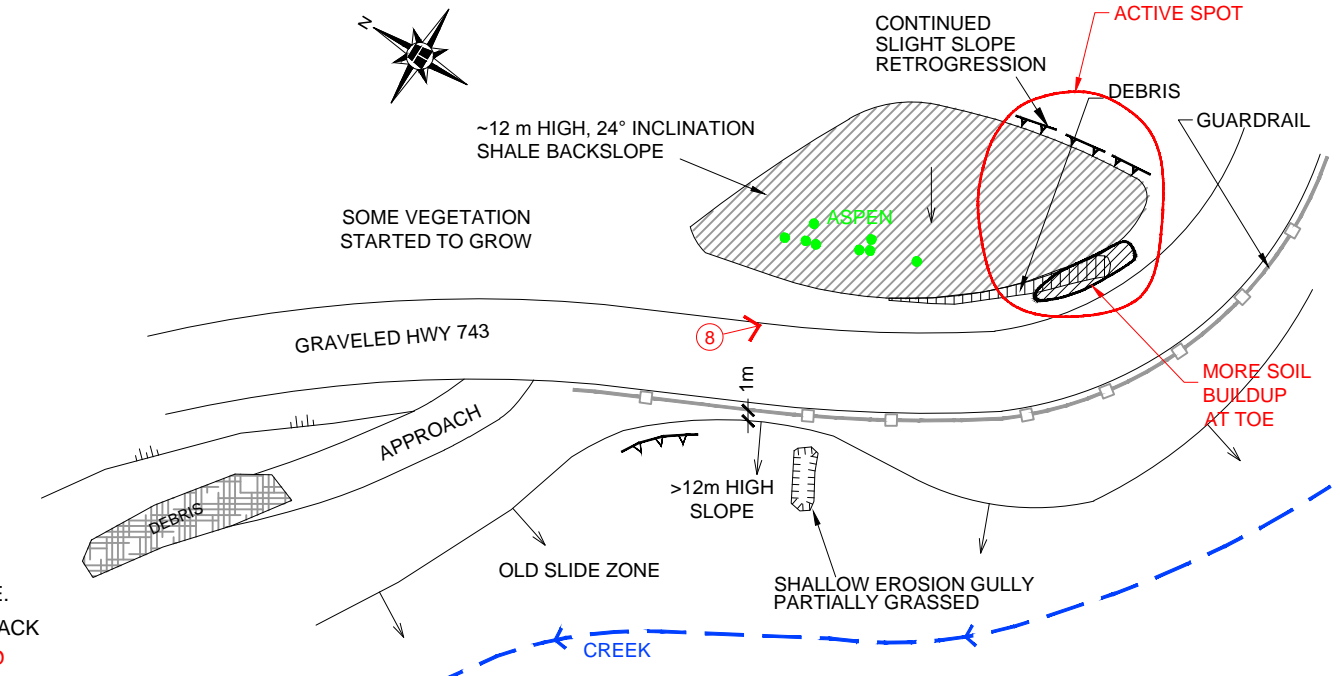 N
CONTINUED
SLIGHT SLOPE
RETROGRESSION
ACTIVE SPOT
DEBRIS
GUARDRAIL
~12 m HIGH, 24° INCLINATION
SHALE BACKSLOPE
SOME VEGETATION
STARTED TO GROW
ASPEN
GRAVELED HWY 743
8
1m
MORE SOIL
BUILDUP
AT TOE
APPROACH
DEBRIS
>12m HIGH
SLOPE
OLD SLIDE ZONE
SHALLOW EROSION GULLY
PARTIALLY GRASSED
CREEK
E.
ACK